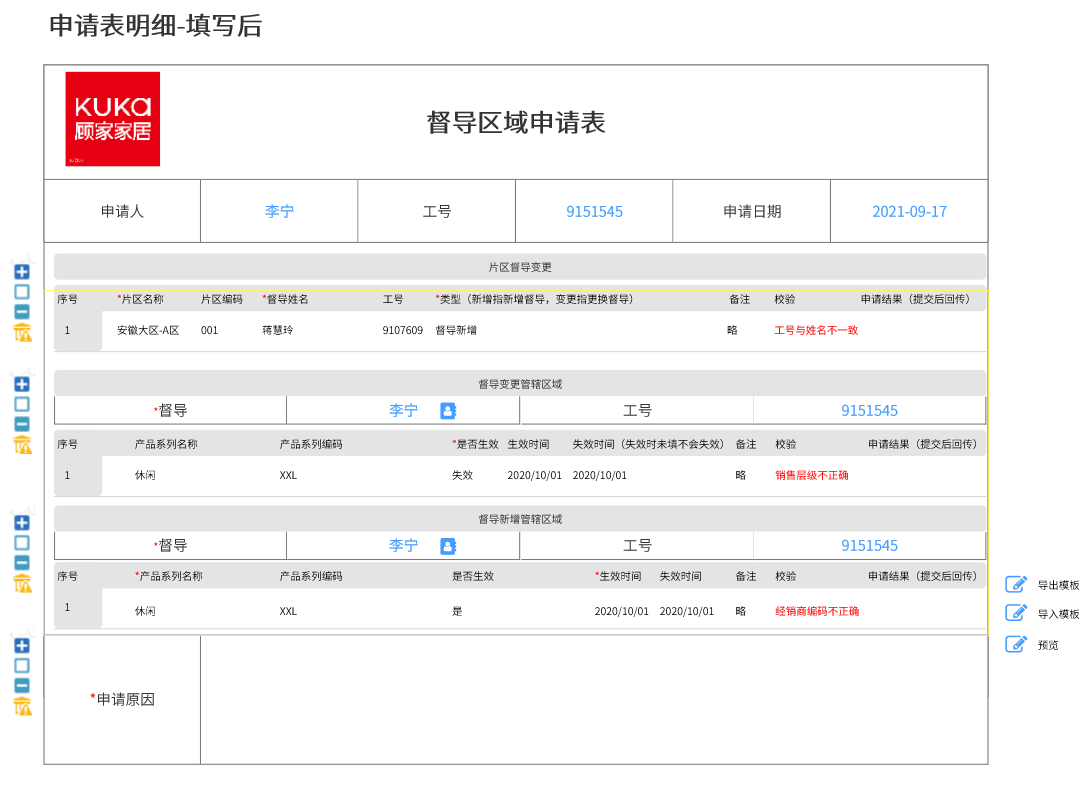 申请表明细-填写后
KUKa
顾家家居
督导区域申请表
申请人 李宁 工号 9151545 申请日期 2021-09-17
片区督导变更
序号 *片区名称 片区编码 *督导姓名 工号 *类型（新增指新增督导，变更指更换督导） 备注 校验 申请结果（提交后回传）
1 安徽大区-A区 001 蒋慧玲 9107609 督导新增 略 工号与姓名不一致
督导变更管辖区域
*督导 李宁 工号 9151545
序号 产品系列名称 产品系列编码 *是否生效 生效时间 失效时间（失效时未填不会失效） 备注 校验 申请结果（提交后回传）
1 休闲 XXL 失效 2020/10/01 2020/10/01 略 销售层级不正确
督导新增管辖区域
*督导 李宁 工号 9151545
序号 *产品系列名称 产品系列编码 是否生效 *生效时间 失效时间 备注 校验 申请结果（提交后回传）
1 休闲 XXL 是 2020/10/01 2020/10/01 略 经销商编码不正确
导出模板
导入模板
预览
*申请原因